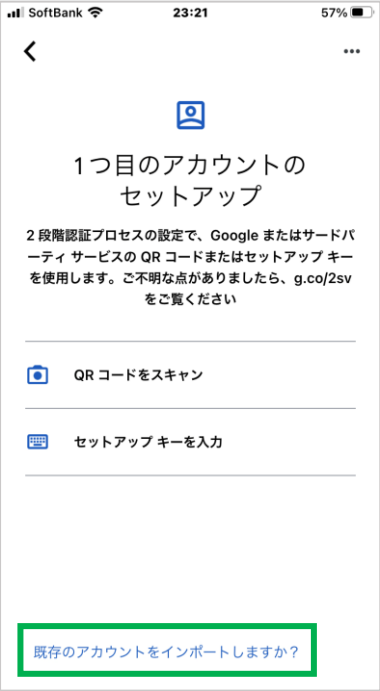 SoftBank 23:21 57%
1つ目のアカウントの
セットアップ
2 段階認証プロセスの設定で、Google またはサードパ
ーティ サービスの QR コードまたはセットアップ キー
を使用します。ご不明な点がありましたら、g.co/2sv
をご覧ください
QR コードをスキャン
セットアップ キーを入力
既存のアカウントをインポートしますか？